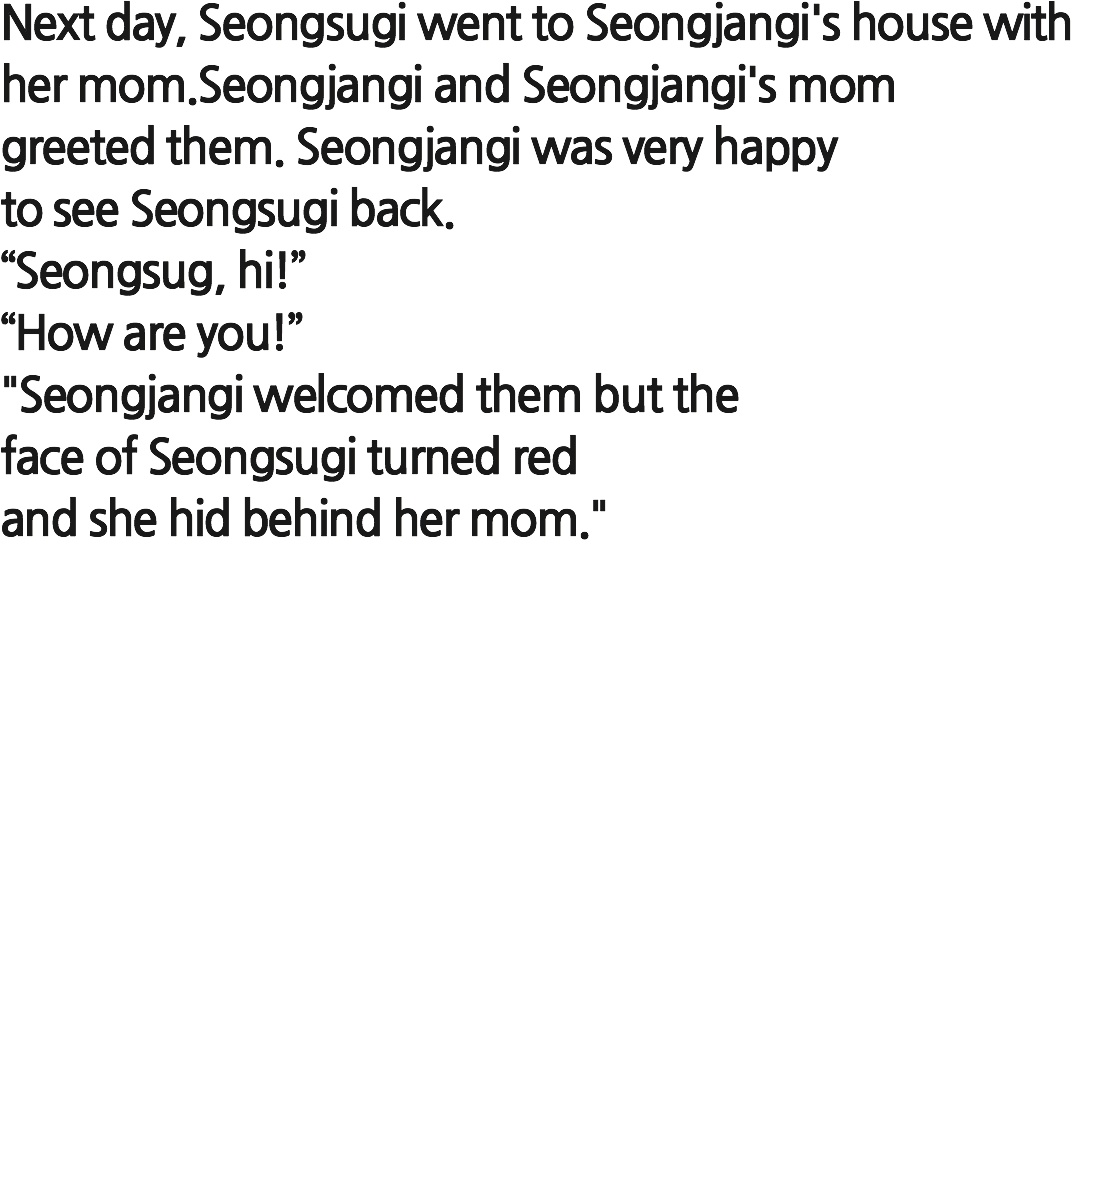 Next day, Seongsugi went to Seongjangi's house with
her mom.Seongjangi and Seongjangi's mom
greeted them. Seongjangi was very happy
to see Seongsugi back.
“Seongsug, hi!”
“How are you!”
"Seongjangi welcomed them but the
face of Seongsugi turned red
and she hid behind her mom."